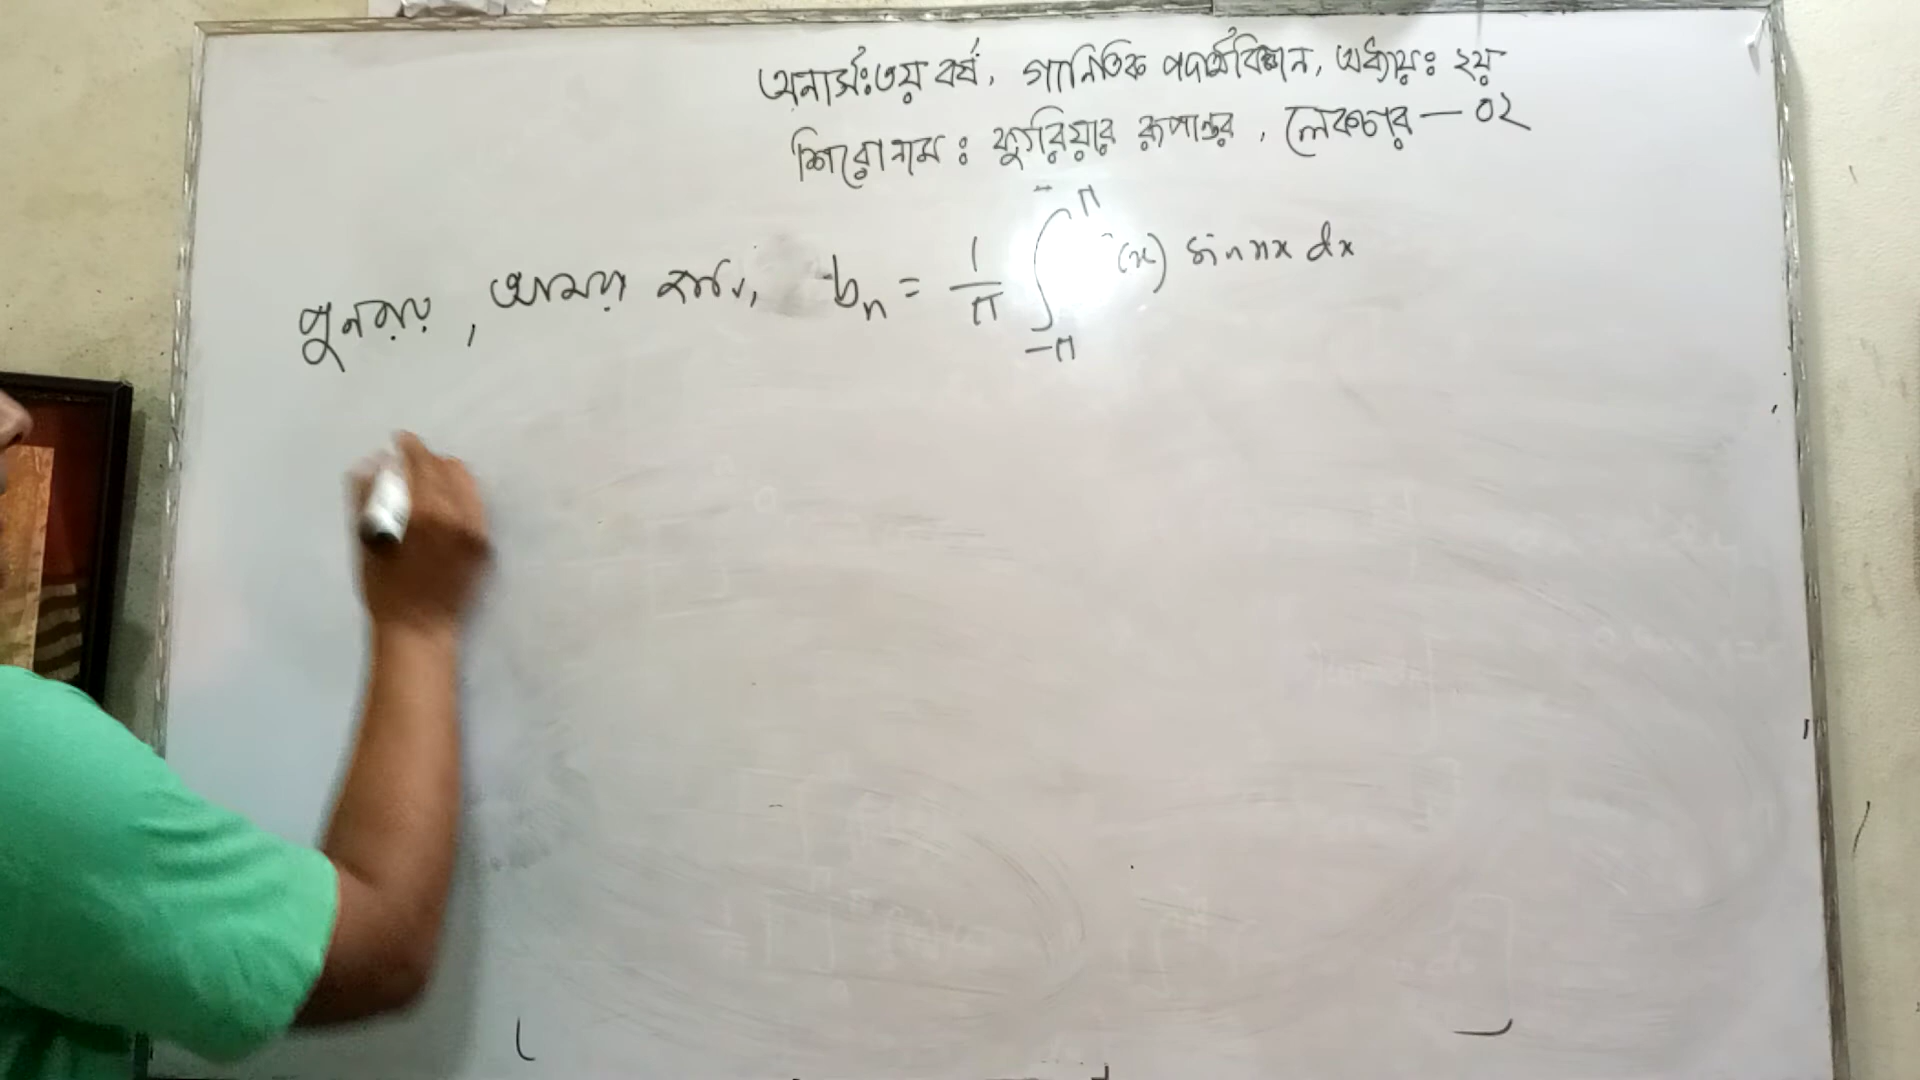 অনার্স: ৩য় বর্ষ, গানিতিক পদার্থবিজ্ঞান, অধ্যায়ঃ ২য়
শিরোনাম : ফুরিয়ার রূপান্তর, লেকচার — ০২
পুনরায়, আমরা জানি, bₙ = 1/π ∫_{-π}^{π} (x) sin nx dx